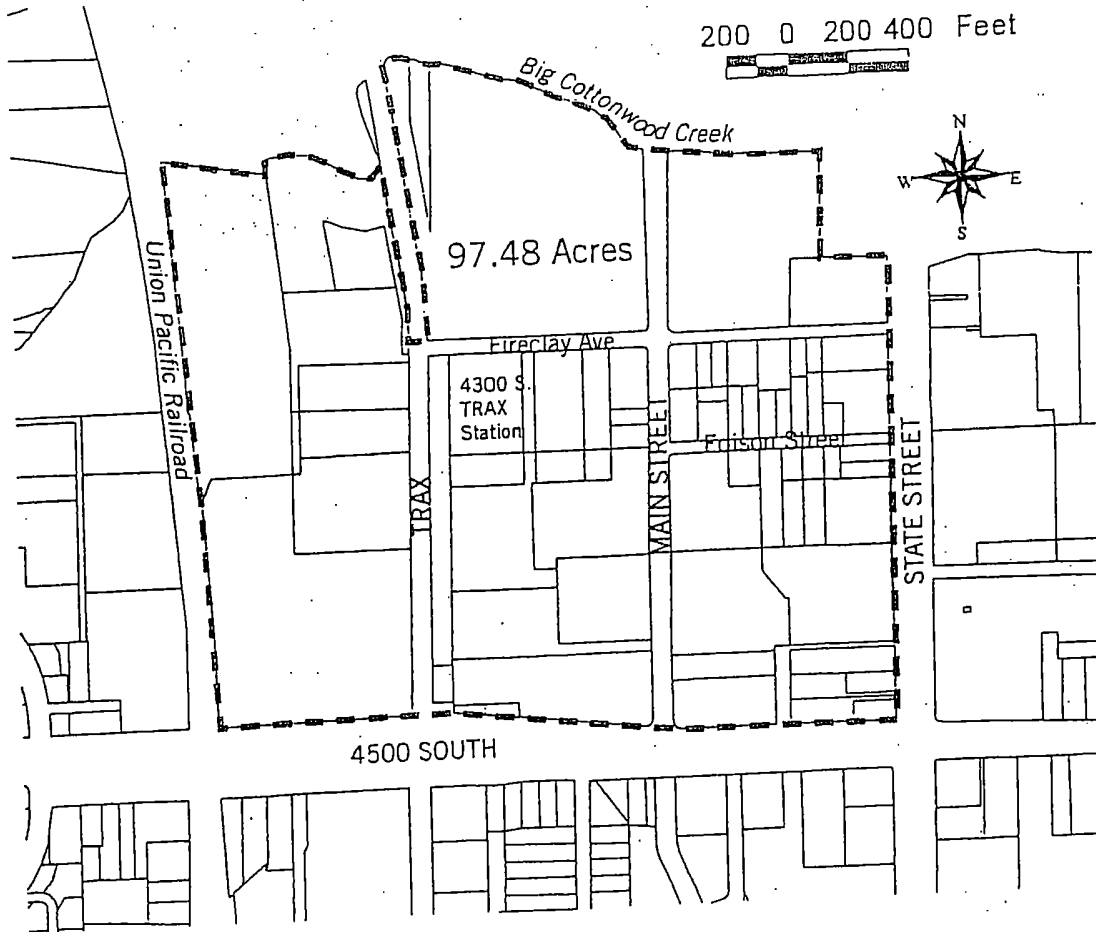 200 0 200 400 Feet
Big Cottonwood Creek
N
W E
S
97.48 Acres
Union Pacific Railroad
Fireclay Ave
4300 S.
TRAX
Station
MAIN STREET
Edison Street
TRAX
STATE STREET
4500 SOUTH